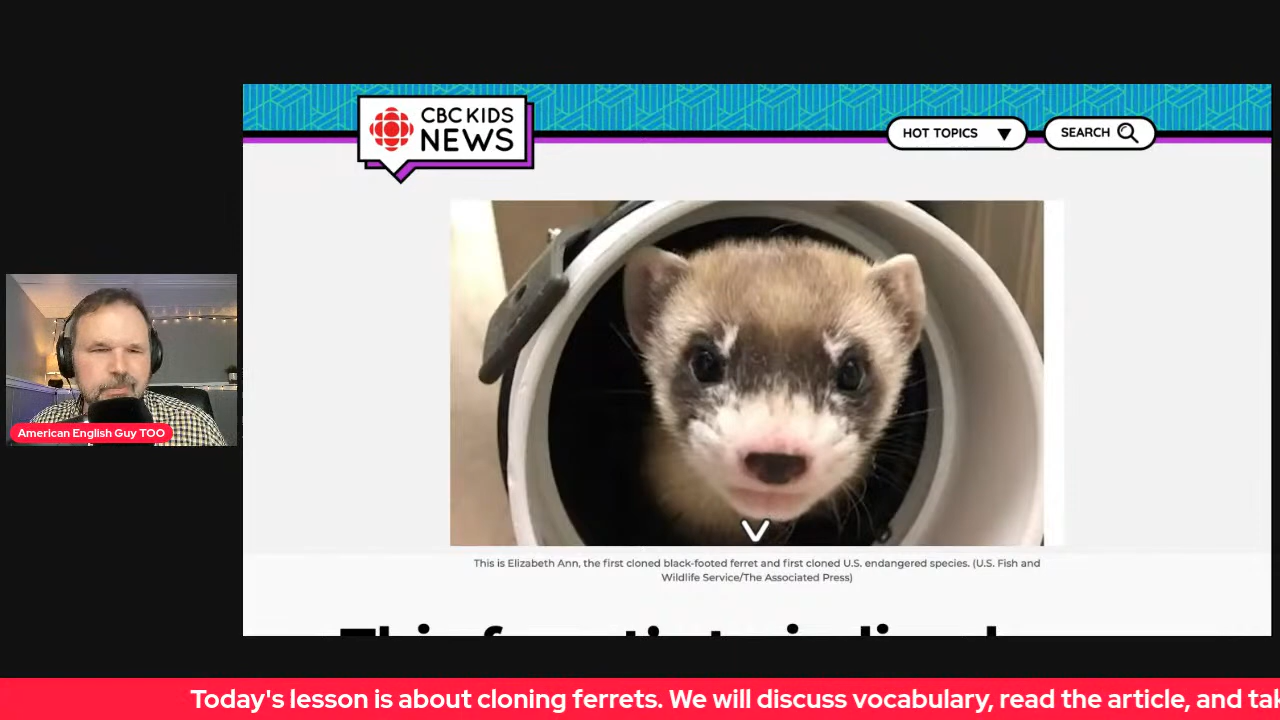 CBC KIDS
NEWS
HOT TOPICS
SEARCH
This is Elizabeth Ann, the first cloned black-footed ferret and first cloned U.S. endangered species. (U.S. Fish and
Wildlife Service/The Associated Press)
American English Guy TOO
Today's lesson is about cloning ferrets. We will discuss vocabulary, read the article, and